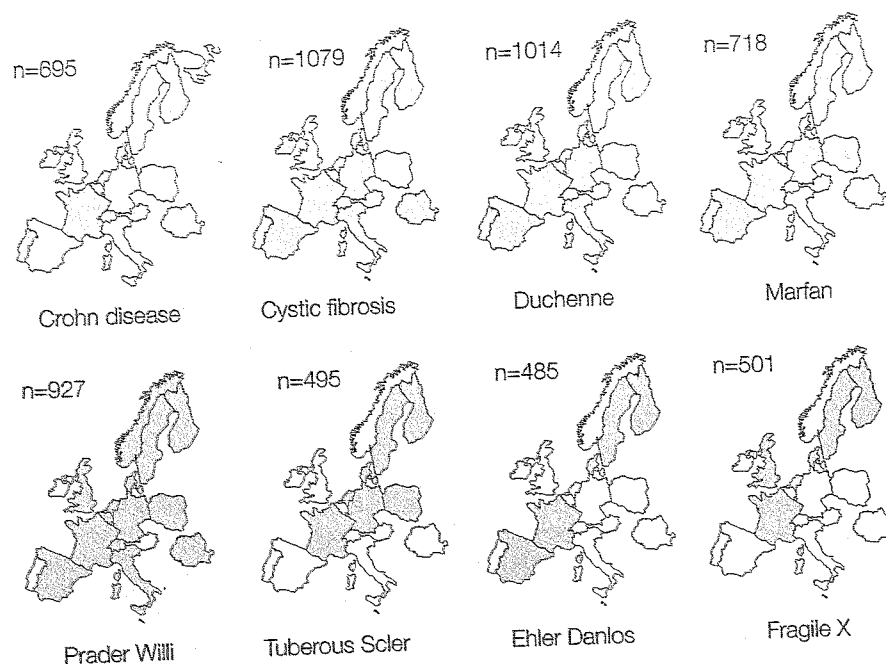 n=695
n=1079
n=1014
n=718
Crohn disease
Cystic fibrosis
Duchenne
Marfan
n=927
n=495
n=485
n=501
Prader Willi
Tuberous Scler
Ehler Danlos
Fragile X